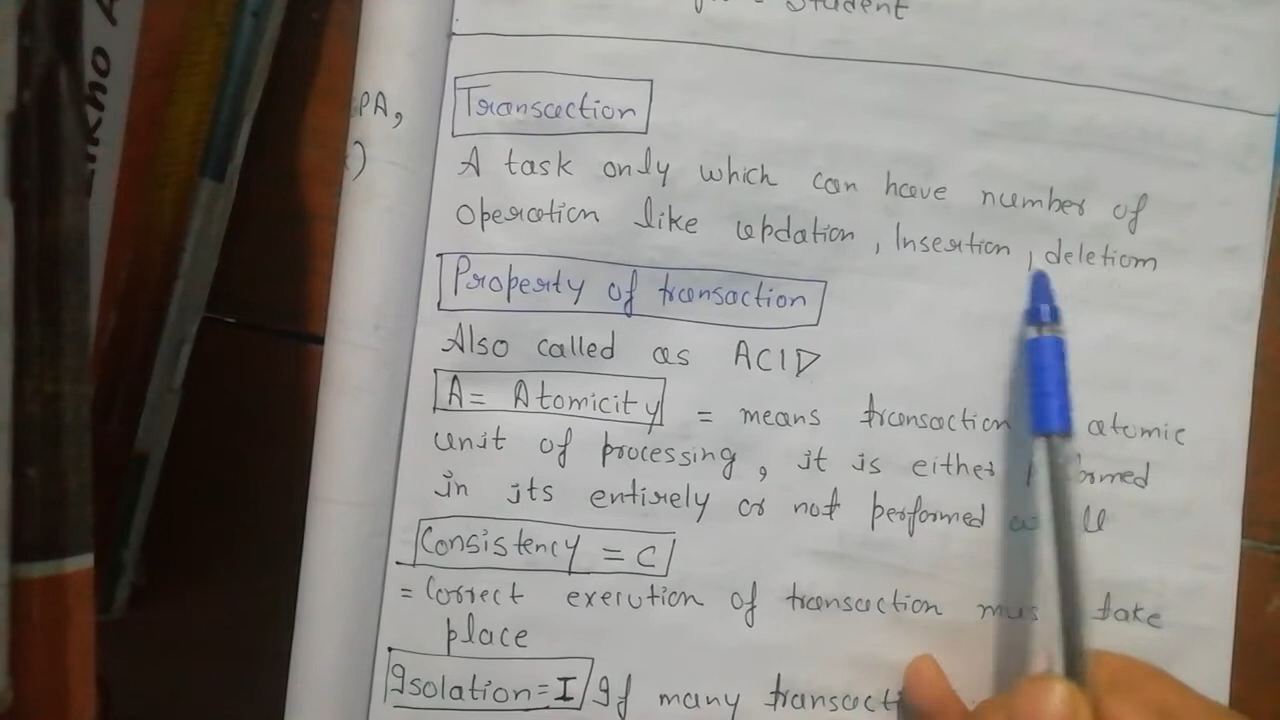 Student
PA,
Transaction
A task only which can have number of
operation like updation, Insertion, deletion
Property of transaction
Also called as ACID
A = Atomicity = means transaction atomic
unit of processing, it is either
in its entirely or not performed
Consistency = C
= Correct execution of transaction take
place
Isolation = I If many